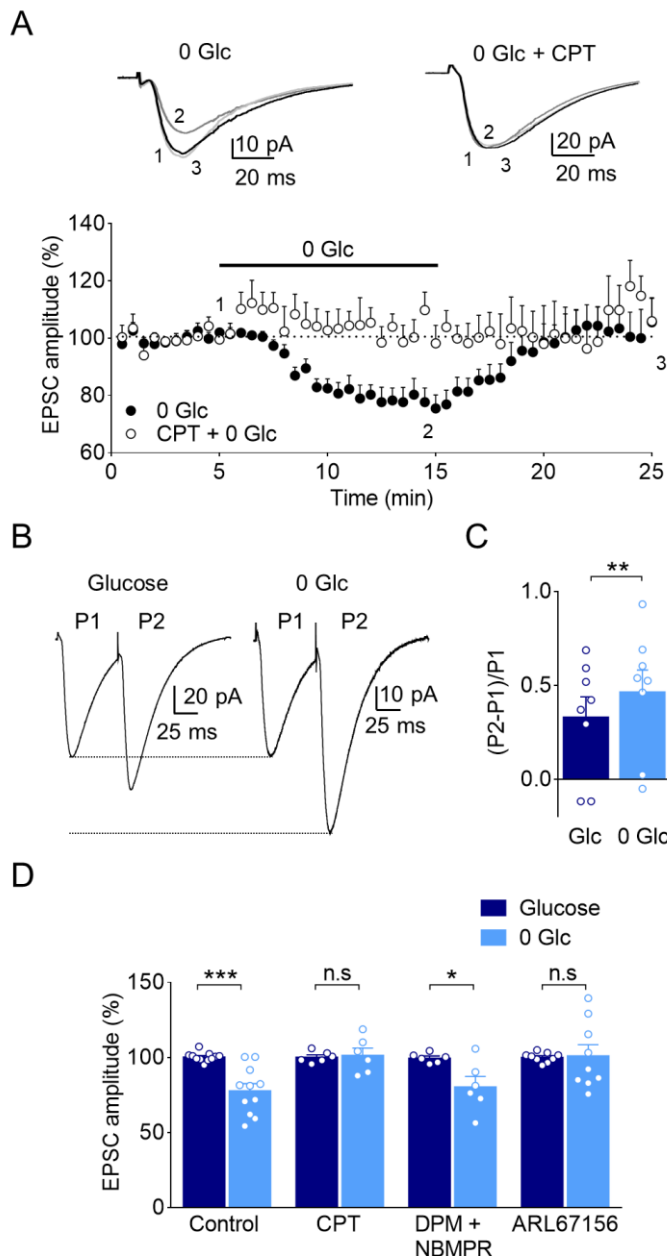 A
0 Glc
0 Glc + CPT
2
1
3
10 pA
20 ms
2
1
3
20 pA
20 ms
EPSC amplitude (%)
140
120
100
80
60
0 Glc
1
2
3
0 Glc
CPT + 0 Glc
0 5 10 15 20 25
Time (min)
B
Glucose
0 Glc
P1 P2
P1 P2
20 pA
25 ms
10 pA
25 ms
C
**
(P2-P1)/P1
1.0
0.5
0.0
Glc 0 Glc
D
Glucose
0 Glc
EPSC amplitude (%)
150
100
50
0
*** n.s * n.s
Control CPT DPM + NBMPR ARL67156